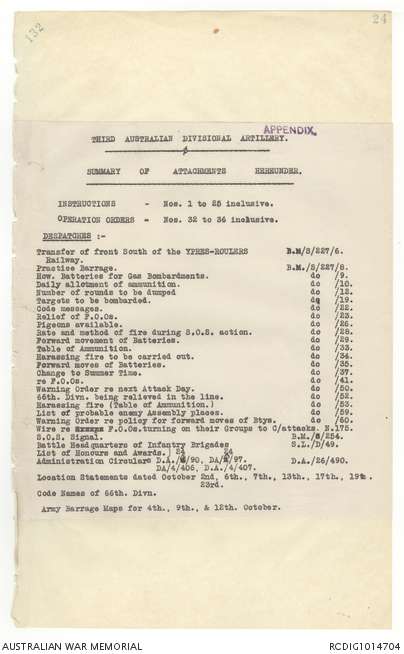 132
24
APPENDIX.
THIRD AUSTRALIAN DIVISIONAL ARTILLERY.
SUMMARY OF ATTACHMENTS HEREUNDER.
INSTRUCTIONS - Nos. 1 to 25 inclusive.
OPERATION ORDERS - Nos. 32 to 36 inclusive.
DESPATCHES :-
Transfer of front South of the YPRES-ROULERS B.M/S/227/6.
Railway.
Practice Barrage. B.M./S/227/8.
How. Batteries for Gas Bombardments. do /9.
Daily allotment of ammunition. do /10.
Number of rounds to be dumped do /12.
Targets to be bombarded. do /19.
Code messages. do /22.
Relief of F.O.Os. do /23.
Pigeons available. do /26.
Rate and method of fire during S.O.S. action. do /28.
Forward movement of Batteries. do /29.
Table of Ammunition. do /33.
Harassing fire to be carried out. do /34.
Forward moves of Batteries. do /35.
Change to Summer Time. do /37.
re F.O.Os. do /41.
Warning Order re next Attack Day. do /50.
66th. Divn. being relieved in the line. do /52.
Harassing fire (Table of Ammunition.) do /53.
List of probable enemy Assembly places. do /59.
Warning Order re policy for forward moves of Btys. do /60.
Wire re F.O.Os.turning on their Groups to C/attacks. N.175.
S.O.S. Signal. B.M./S/254.
Battle Headquarters of Infantry Brigades S.L./D/49.
List of Honours and Awards.)
24 24
Administration Circulars D.A./ /90, DA/ /97. D.A./26/490.
DA/4/406, D.A./4/407.
Location Statements dated October 2nd, 6th., 7th., 13th., 17th., 19th.
23rd.
Code Names of 66th. Divn.
Army Barrage Maps for 4th., 9th., & 12th. October.
AUSTRALIAN WAR MEMORIAL
RCDIG1014704